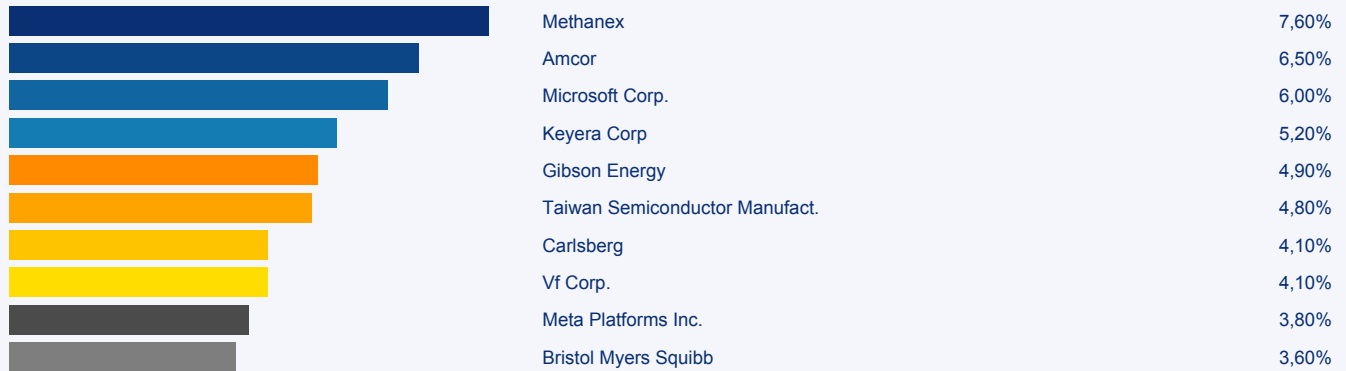 Methanex 7,60%
Amcor 6,50%
Microsoft Corp. 6,00%
Keyera Corp 5,20%
Gibson Energy 4,90%
Taiwan Semiconductor Manufact. 4,80%
Carlsberg 4,10%
Vf Corp. 4,10%
Meta Platforms Inc. 3,80%
Bristol Myers Squibb 3,60%